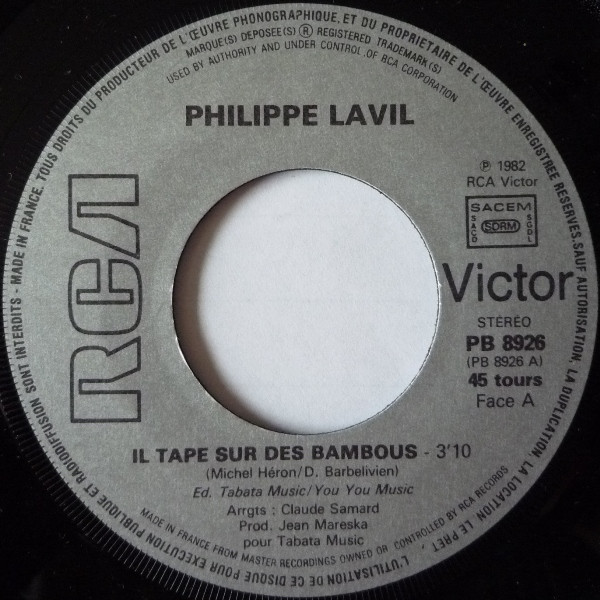 MADE IN FRANCE. TOUS DROITS DU PRODUCTEUR DE L'ŒUVRE PHONOGRAPHIQUE, ET DU PROPRIETAIRE DE L'ŒUVRE ENREGISTREE RESERVES. SAUF AUTORISATION, LA DUPLICATION, LA LOCATION, LE PRET, L'UTILISATION DE CE DISQUE POUR EXECUTION PUBLIQUE ET RADIODIFFUSION SONT INTERDITS -
MARQUE(S) DEPOSEE(S) ® REGISTERED TRADEMARK(S)
USED BY AUTHORITY AND UNDER CONTROL OF RCA CORPORATION
PHILIPPE LAVIL
RCA
℗ 1982
RCA Victor
SACEM
SACD SDRM SGDL
Victor
STÉRÉO
PB 8926
(PB 8926 A)
45 tours
Face A
IL TAPE SUR DES BAMBOUS - 3'10
(Michel Héron/D. Barbelivien)
Ed. Tabata Music/You You Music
Arrgts : Claude Samard
Prod. Jean Mareska
pour Tabata Music
MADE IN FRANCE FROM MASTER RECORDINGS OWNED OR CONTROLLED BY RCA RECORDS